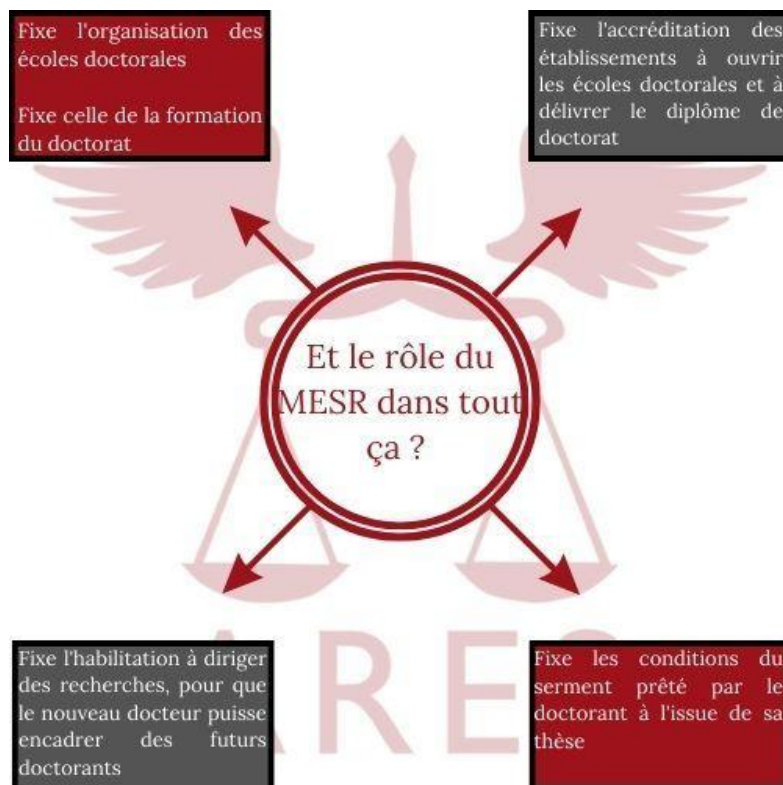 Fixe l'organisation des
écoles doctorales
Fixe celle de la formation
du doctorat
Fixe l'accréditation des
établissements à ouvrir
les écoles doctorales et à
délivrer le diplôme de
doctorat
Et le rôle du
MESR dans tout
ça ?
Fixe l'habilitation à diriger
des recherches, pour que
le nouveau docteur puisse
encadrer des futurs
doctorants
Fixe les conditions du
serment prêté par le
doctorant à l'issue de sa
thèse
ARES